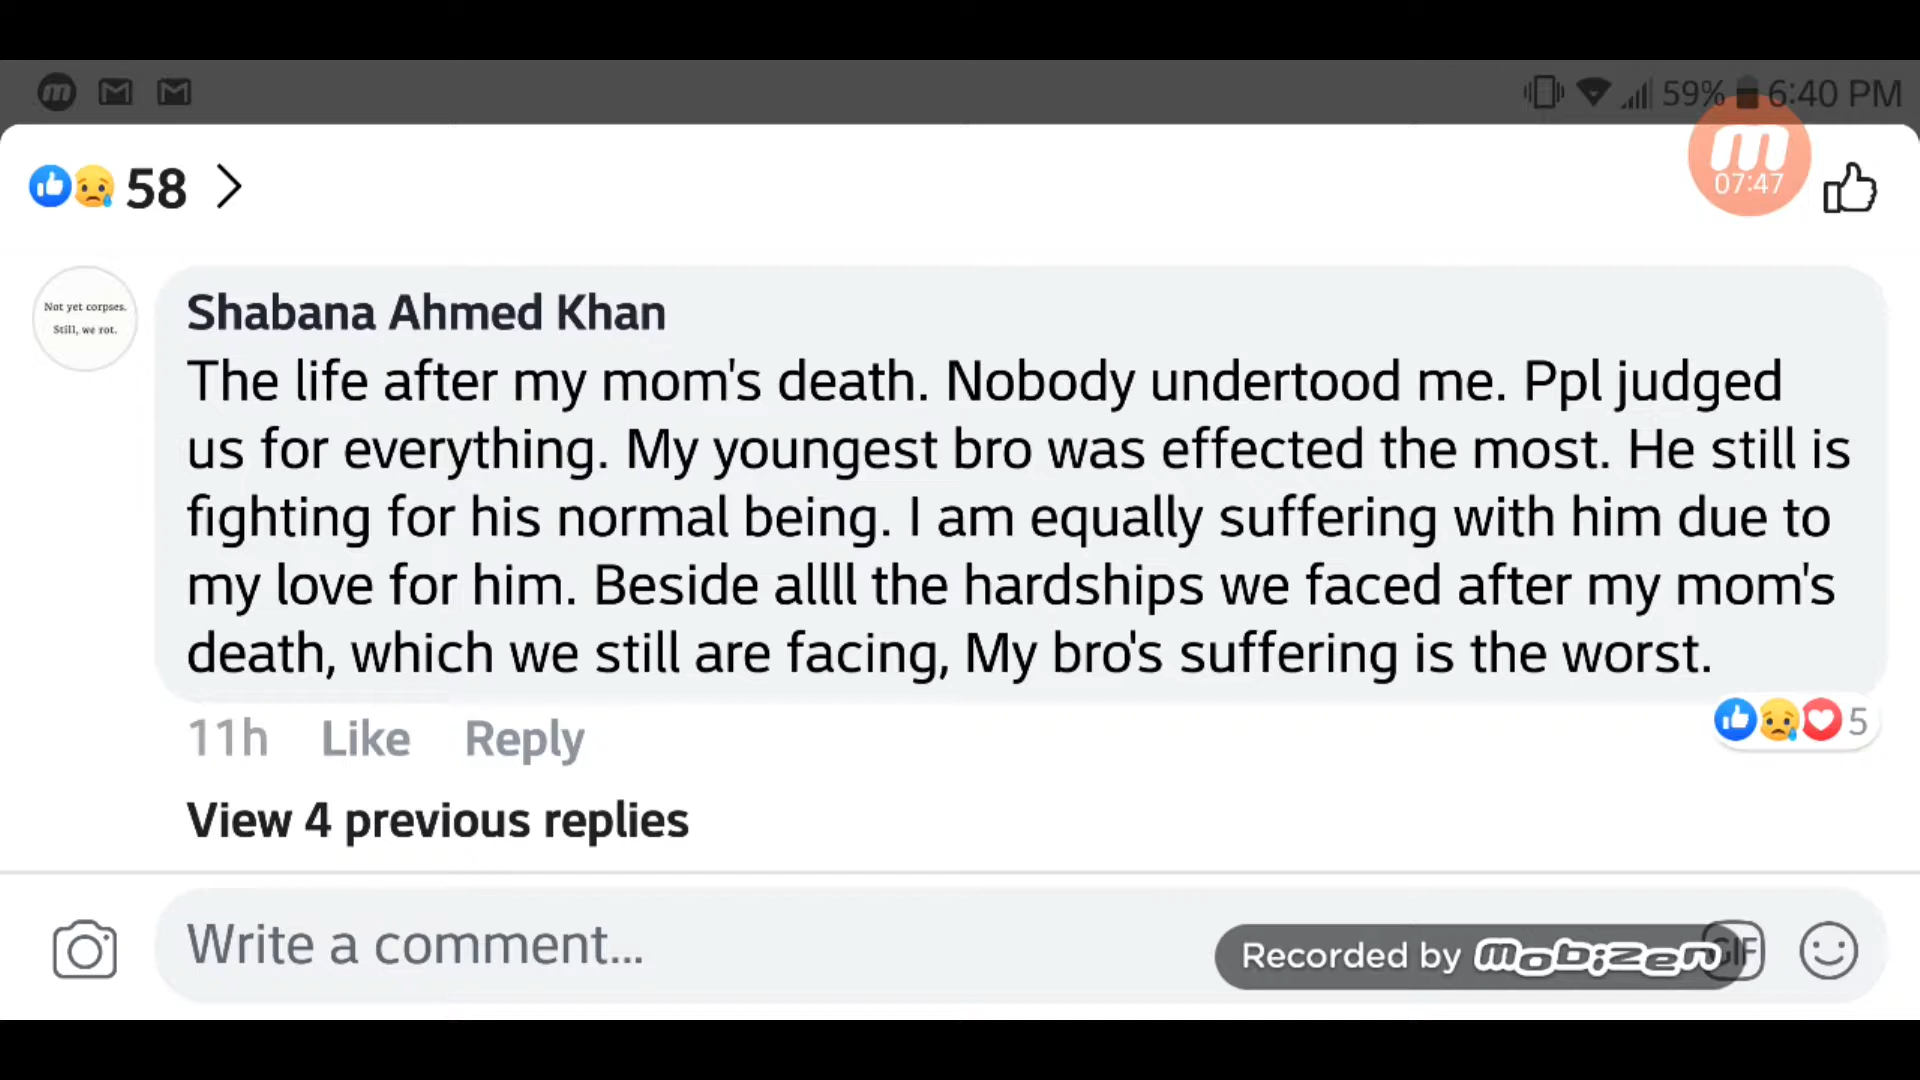 59% 6:40 PM
07:47
58
Not yet corpses.
Still, we rot.
Shabana Ahmed Khan
The life after my mom's death. Nobody undertood me. Ppl judged
us for everything. My youngest bro was effected the most. He still is
fighting for his normal being. I am equally suffering with him due to
my love for him. Beside allll the hardships we faced after my mom's
death, which we still are facing, My bro's suffering is the worst.
11h Like Reply
5
View 4 previous replies
Write a comment...
Recorded by mobizen
GIF